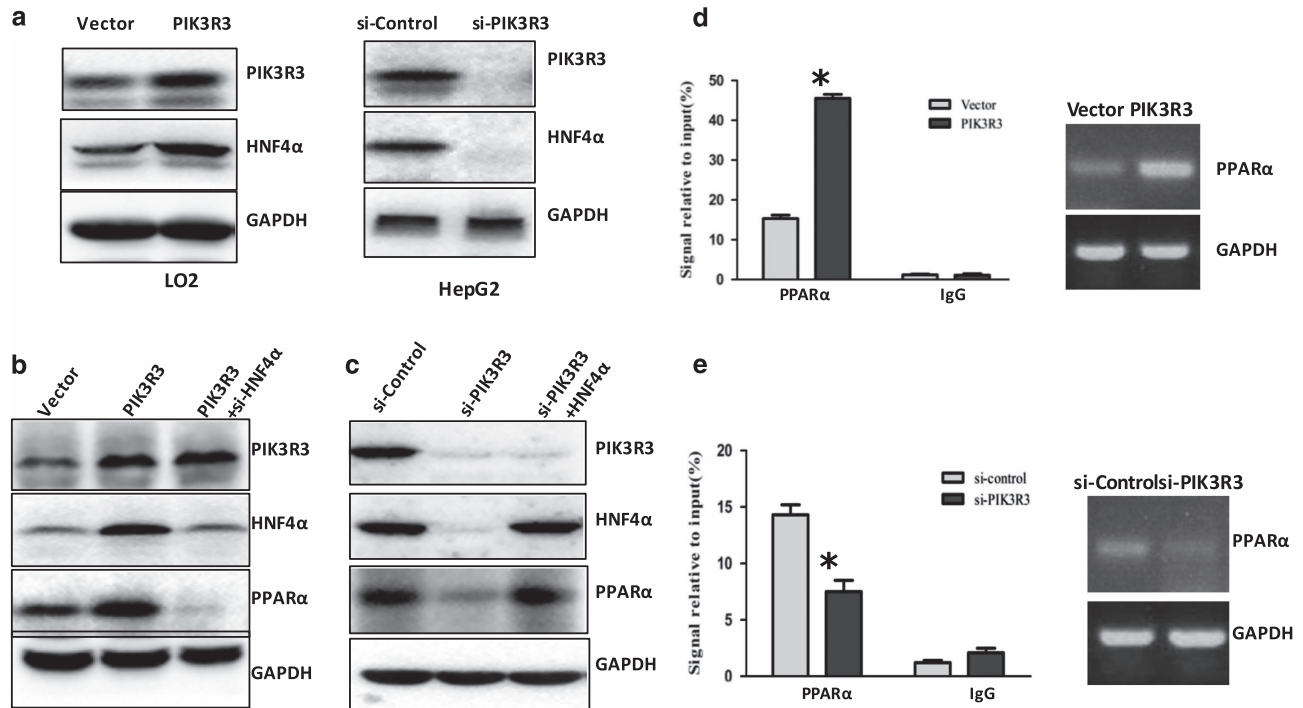 a
Vector PIK3R3
PIK3R3
HNF4α
GAPDH
LO2
si-Control si-PIK3R3
PIK3R3
HNF4α
GAPDH
HepG2
b
Vector
PIK3R3
PIK3R3
+si-HNF4α
PIK3R3
HNF4α
PPARα
GAPDH
c
si-Control
si-PIK3R3
si-PIK3R3
+HNF4α
PIK3R3
HNF4α
PPARα
GAPDH
d
Signal relative to input(%)
50
40
30
20
10
0
*
Vector
PIK3R3
PPARα IgG
Vector PIK3R3
PPARα
GAPDH
e
Signal relative to input(%)
20
15
10
5
0
*
si-control
si-PIK3R3
PPARα IgG
si-Controlsi-PIK3R3
PPARα
GAPDH